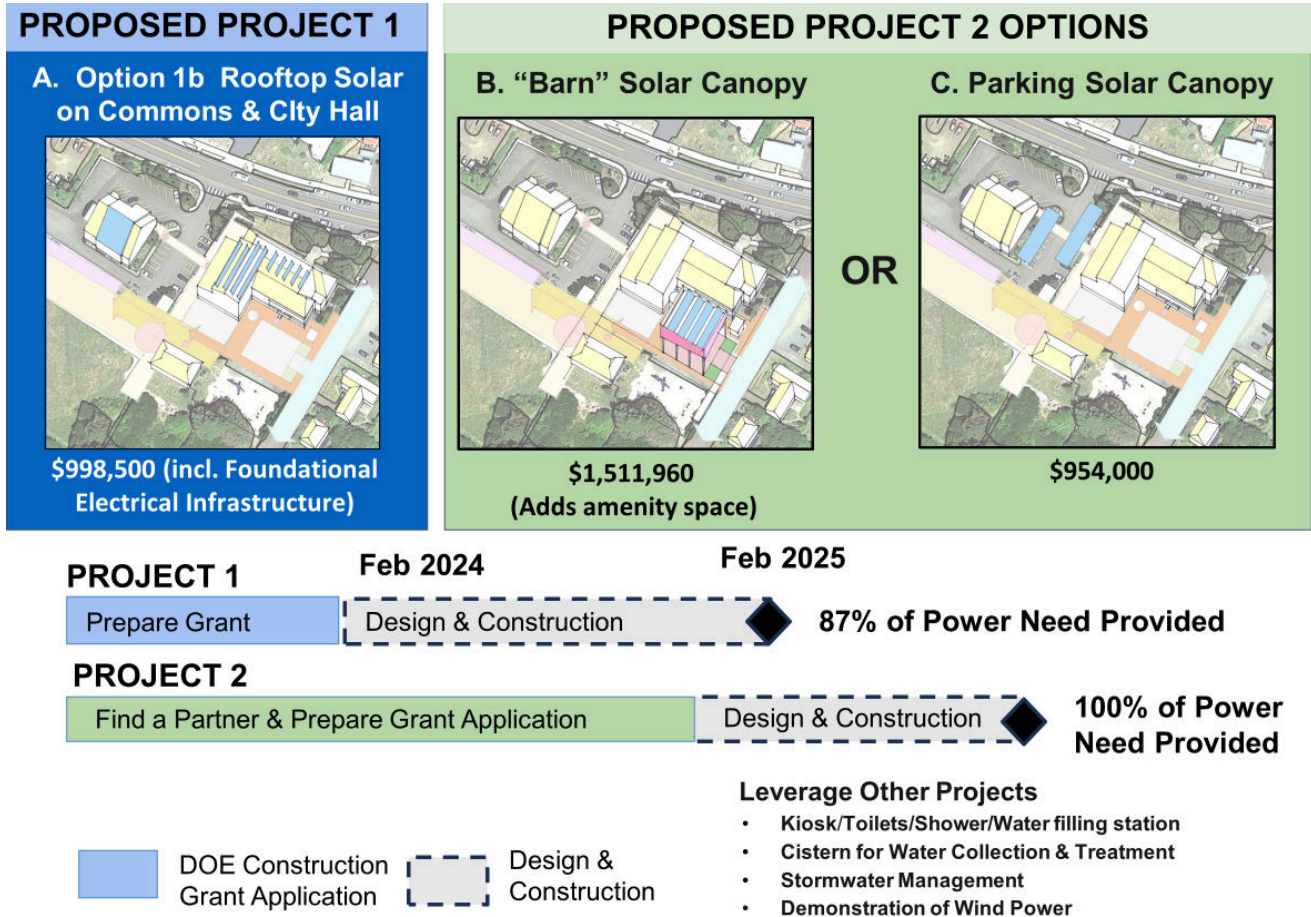 PROPOSED PROJECT 1
A. Option 1b Rooftop Solar
on Commons & CIty Hall
$998,500 (incl. Foundational
Electrical Infrastructure)
PROPOSED PROJECT 2 OPTIONS
B. “Barn” Solar Canopy
$1,511,960
(Adds amenity space)
OR
C. Parking Solar Canopy
$954,000
Feb 2024
Feb 2025
PROJECT 1
Prepare Grant
Design & Construction
87% of Power Need Provided
PROJECT 2
Find a Partner & Prepare Grant Application
Design & Construction
100% of Power
Need Provided
DOE Construction
Grant Application
Design &
Construction
Leverage Other Projects
• Kiosk/Toilets/Shower/Water filling station
• Cistern for Water Collection & Treatment
• Stormwater Management
• Demonstration of Wind Power